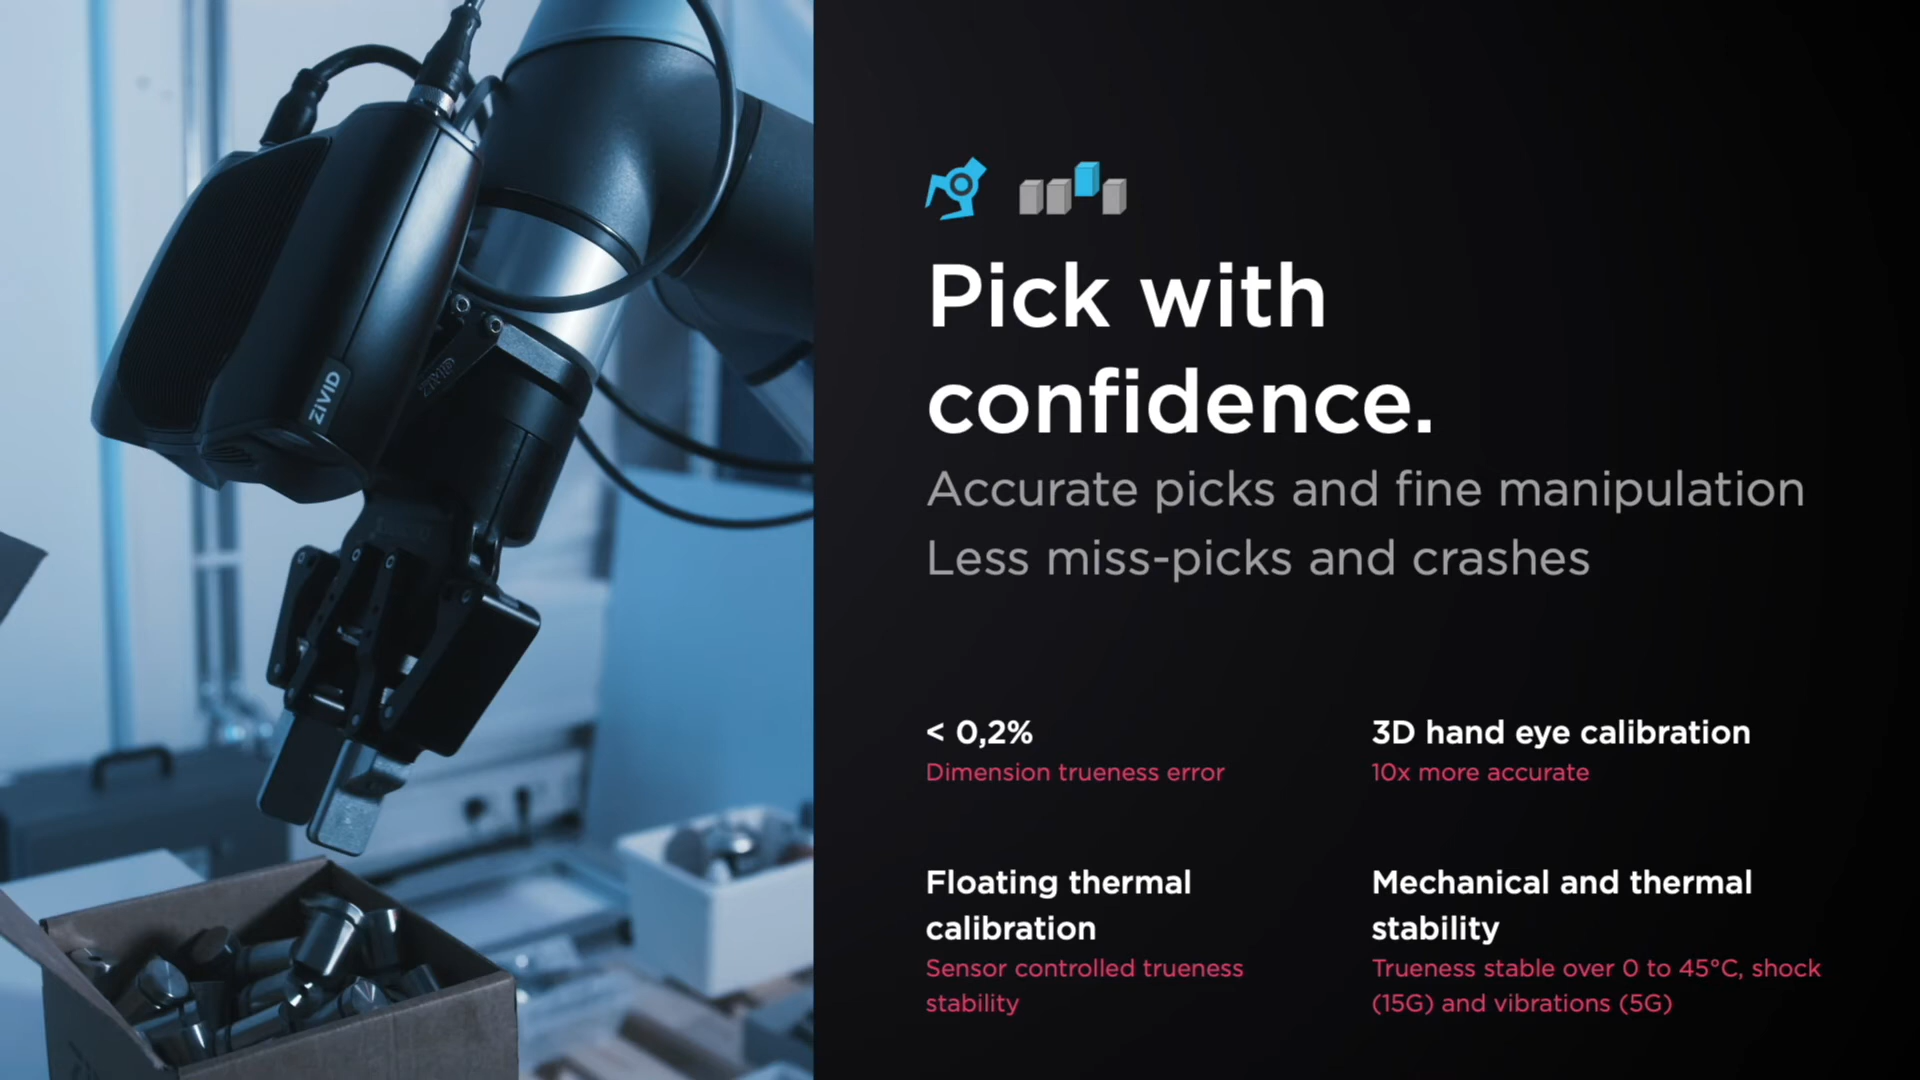 ZIVID
Pick with
confidence.
Accurate picks and fine manipulation
Less miss-picks and crashes
< 0,2%
Dimension trueness error
3D hand eye calibration
10x more accurate
Floating thermal
calibration
Sensor controlled trueness
stability
Mechanical and thermal
stability
Trueness stable over 0 to 45°C, shock
(15G) and vibrations (5G)